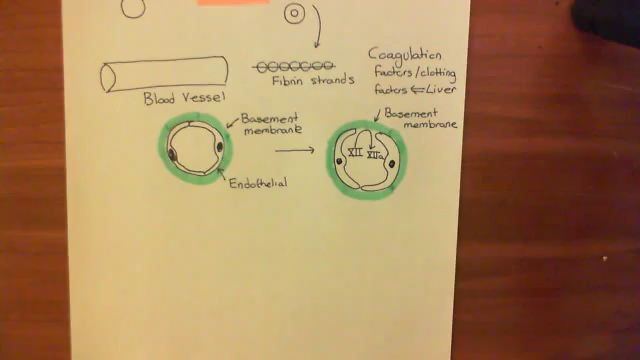 Coagulation
factors/clotting
factors ⇐ Liver
Fibrin strands
Blood Vessel
Basement
membrane
Endothelial
Basement
membrane
XII
XIIa